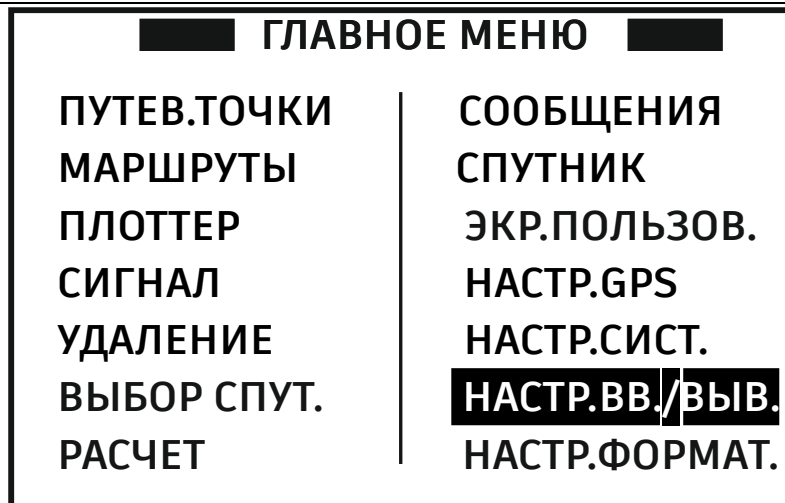 ГЛАВНОЕ МЕНЮ
ПУТЕВ.ТОЧКИ
МАРШРУТЫ
ПЛОТТЕР
СИГНАЛ
УДАЛЕНИЕ
ВЫБОР СПУТ.
РАСЧЕТ
СООБЩЕНИЯ
СПУТНИК
ЭКР.ПОЛЬЗОВ.
НАСТР.GPS
НАСТР.СИСТ.
НАСТР.ВВ./ВЫВ.
НАСТР.ФОРМАТ.